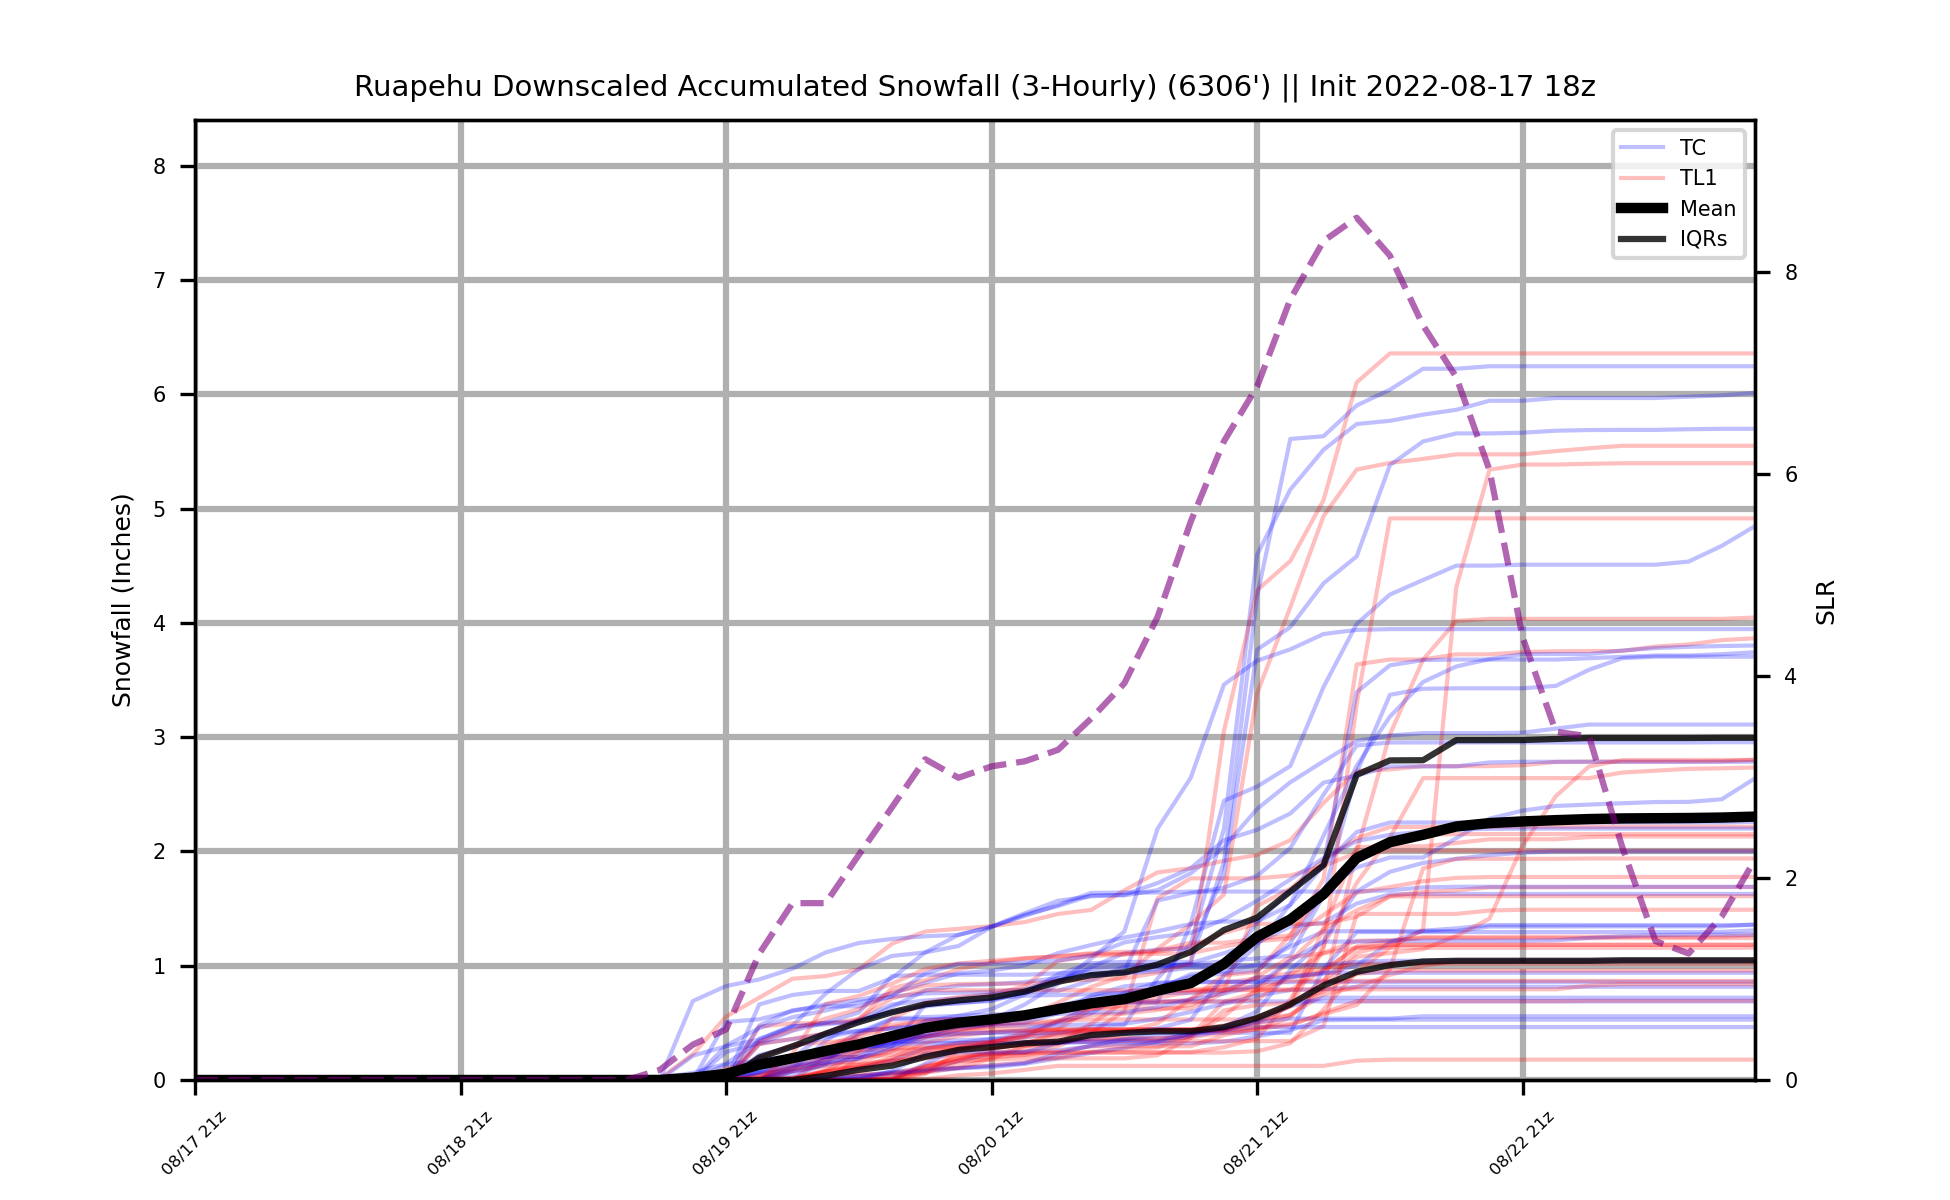 Ruapehu Downscaled Accumulated Snowfall (3-Hourly) (6306') || Init 2022-08-17 18z
TC
TL1
Mean
IQRs
8
7
6
5
4
3
2
1
0
Snowfall (Inches)
8
6
4
2
0
SLR
08/17 21z
08/18 21z
08/19 21z
08/20 21z
08/21 21z
08/22 21z